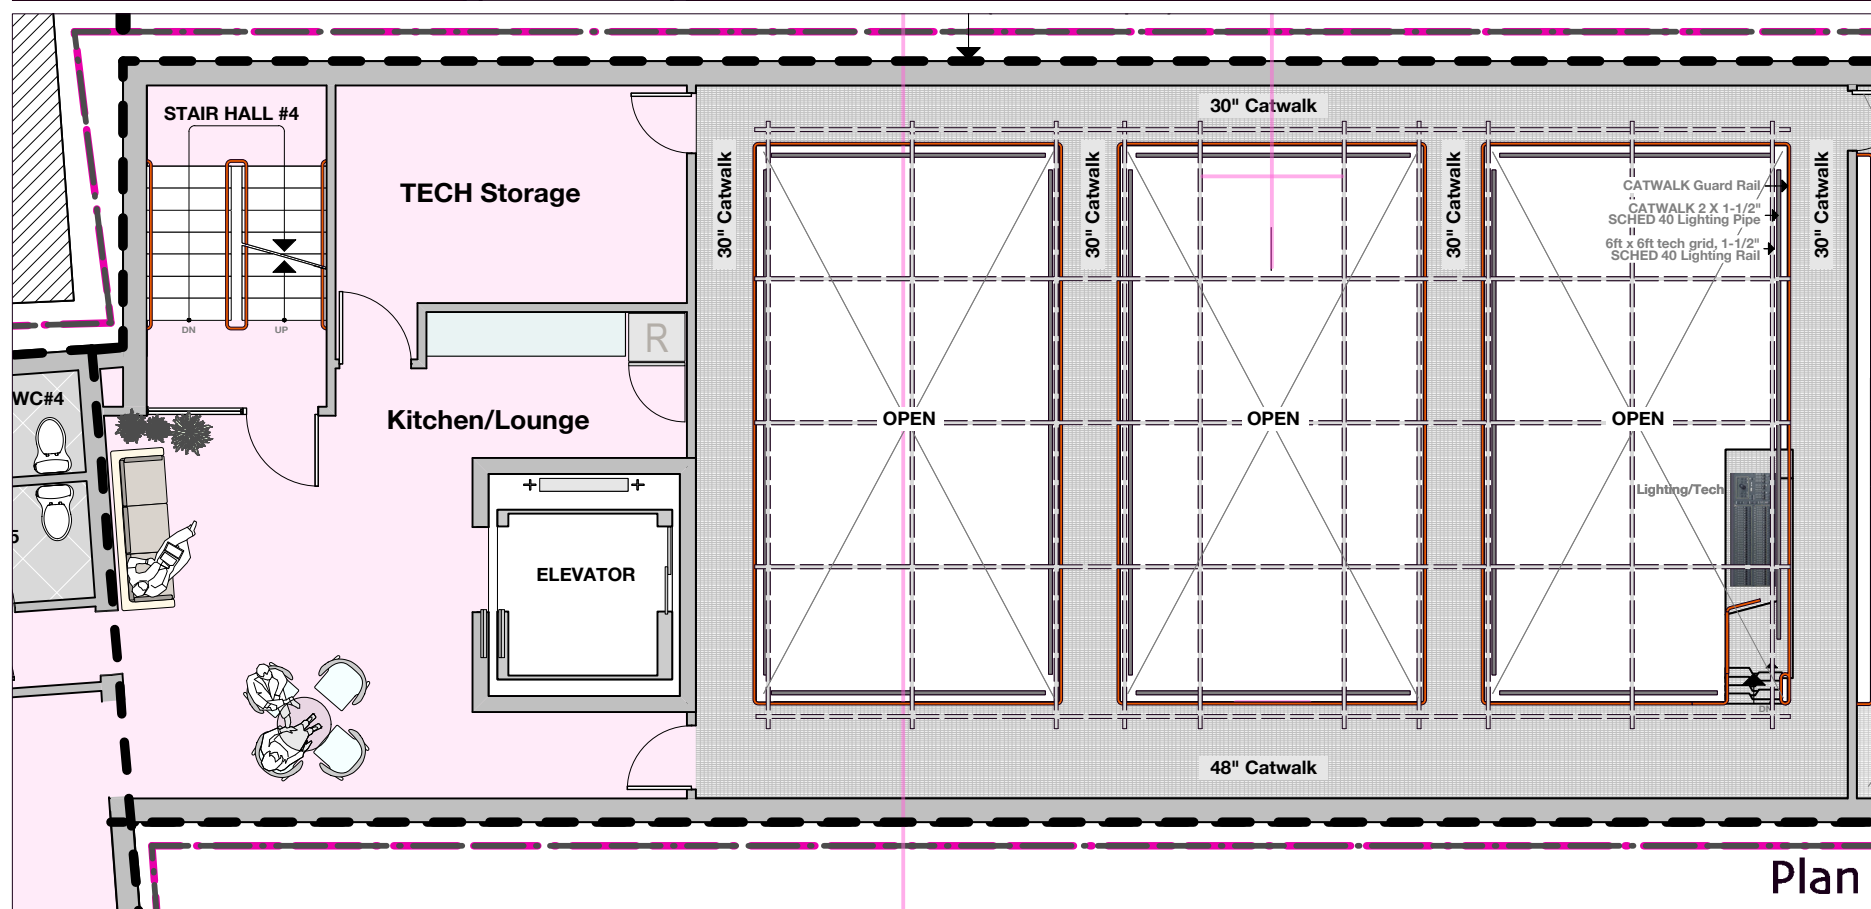 STAIR HALL #4
30" Catwalk
TECH Storage
30" Catwalk
30" Catwalk
30" Catwalk
30" Catwalk
CATWALK Guard Rail
CATWALK 2 X 1-1/2"
SCHED 40 Lighting Pipe
6ft x 6ft tech grid, 1-1/2"
SCHED 40 Lighting Rail
DN
UP
R
WC#4
Kitchen/Lounge
OPEN
OPEN
OPEN
Lighting/Tech
5
ELEVATOR
DN
48" Catwalk
Plan